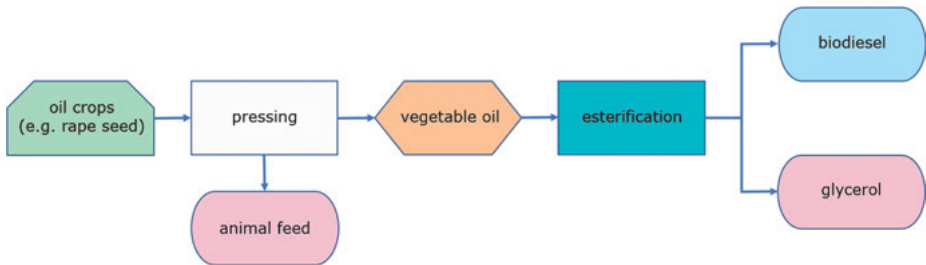 oil crops
(e.g. rape seed)
pressing
vegetable oil
esterification
biodiesel
glycerol
animal feed